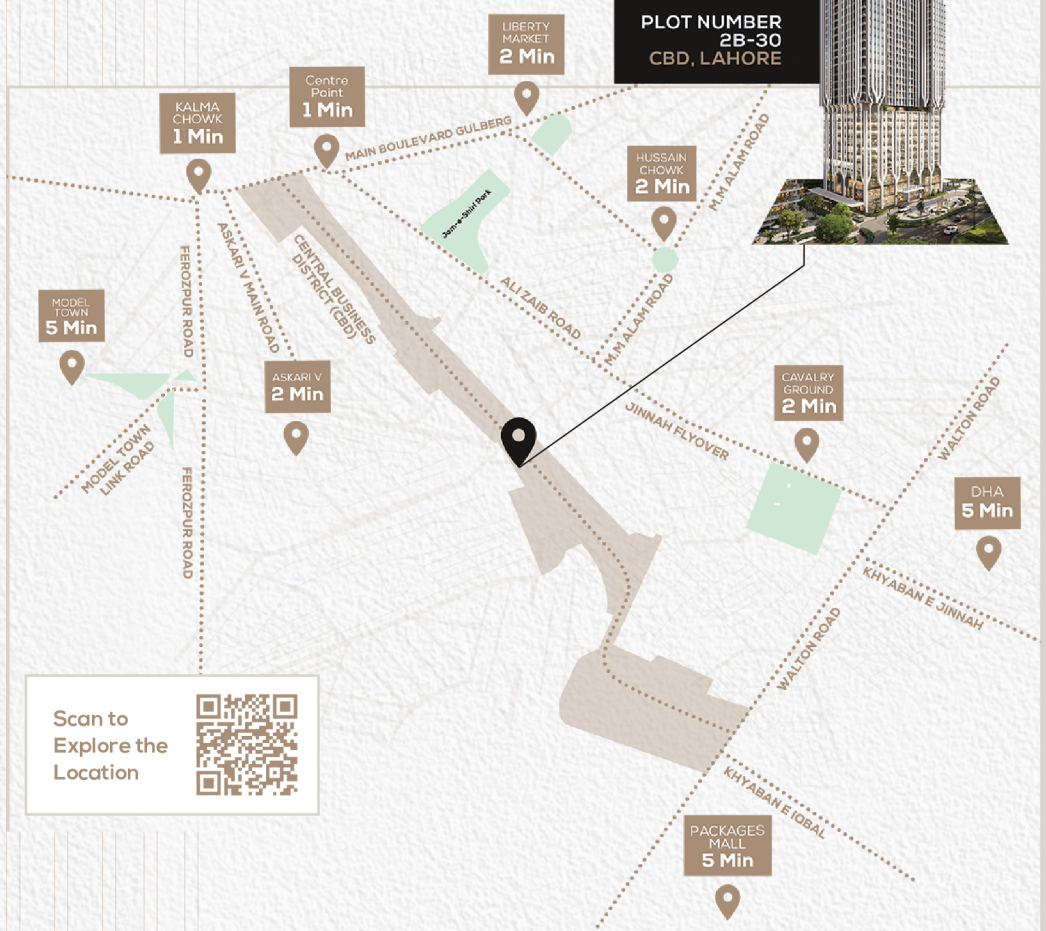 PLOT NUMBER
2B-30
CBD, LAHORE
LIBERTY
MARKET
2 Min
Centre
Point
1 Min
KALMA
CHOWK
1 Min
MAIN BOULEVARD GULBERG
HUSSAIN
CHOWK
2 Min
M.M ALAM ROAD
Jam-e-Shiri Park
ASKARI V MAIN ROAD
FEROZPUR ROAD
CENTRAL BUSINESS
DISTRICT (CBD)
ALI ZAIB ROAD
M.M ALAM ROAD
MODEL
TOWN
5 Min
ASKARI V
2 Min
CAVALRY
GROUND
2 Min
JINNAH FLYOVER
WALTON ROAD
MODEL TOWN
LINK ROAD
FEROZPUR ROAD
DHA
5 Min
KHYABAN E JINNAH
WALTON ROAD
Scan to
Explore the
Location
KHYABAN E IQBAL
PACKAGES
MALL
5 Min